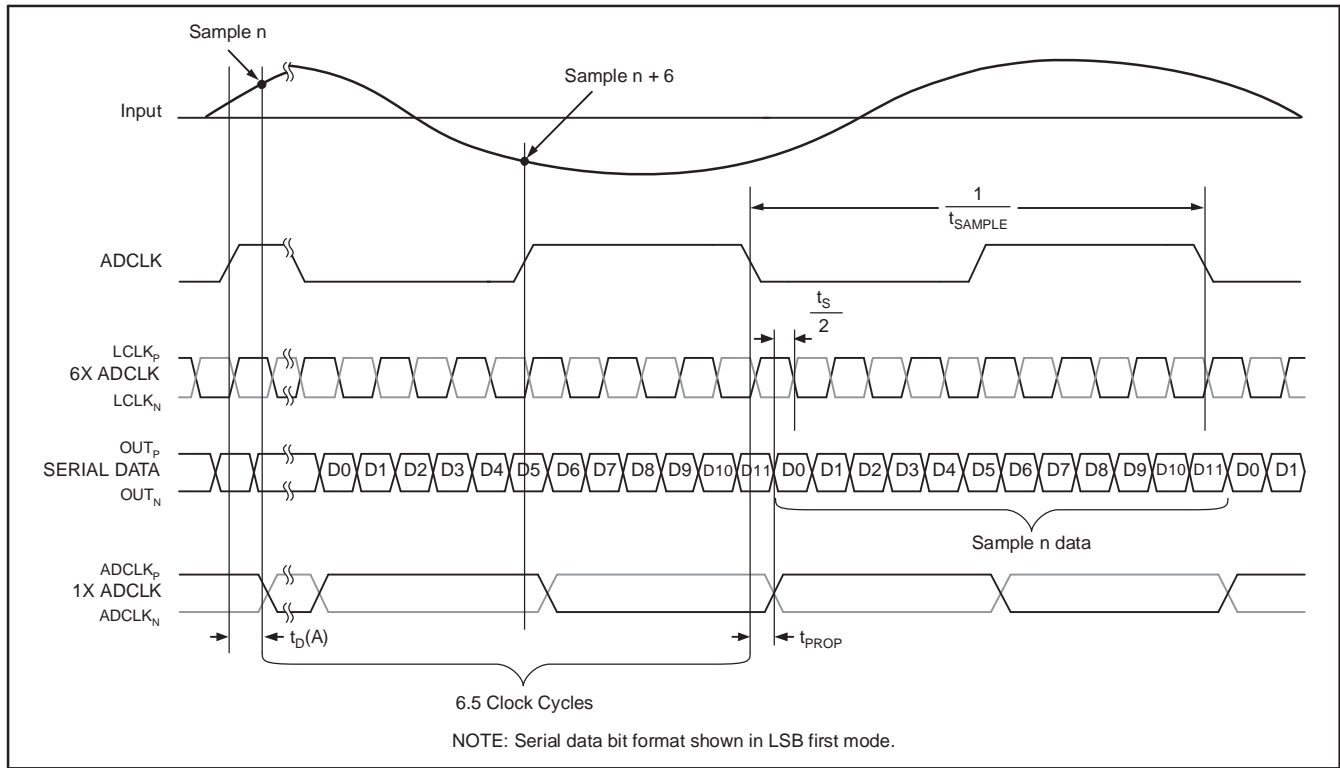 Sample n
Sample n + 6
Input
1
tSAMPLE
ADCLK
tS
2
LCLKP
6X ADCLK
LCLKN
OUTP
SERIAL DATA
OUTN
D0 D1 D2 D3 D4 D5 D6 D7 D8 D9 D10 D11 D0 D1 D2 D3 D4 D5 D6 D7 D8 D9 D10 D11 D0 D1
Sample n data
ADCLKP
1X ADCLK
ADCLKN
tD(A)
tPROP
6.5 Clock Cycles
NOTE: Serial data bit format shown in LSB first mode.